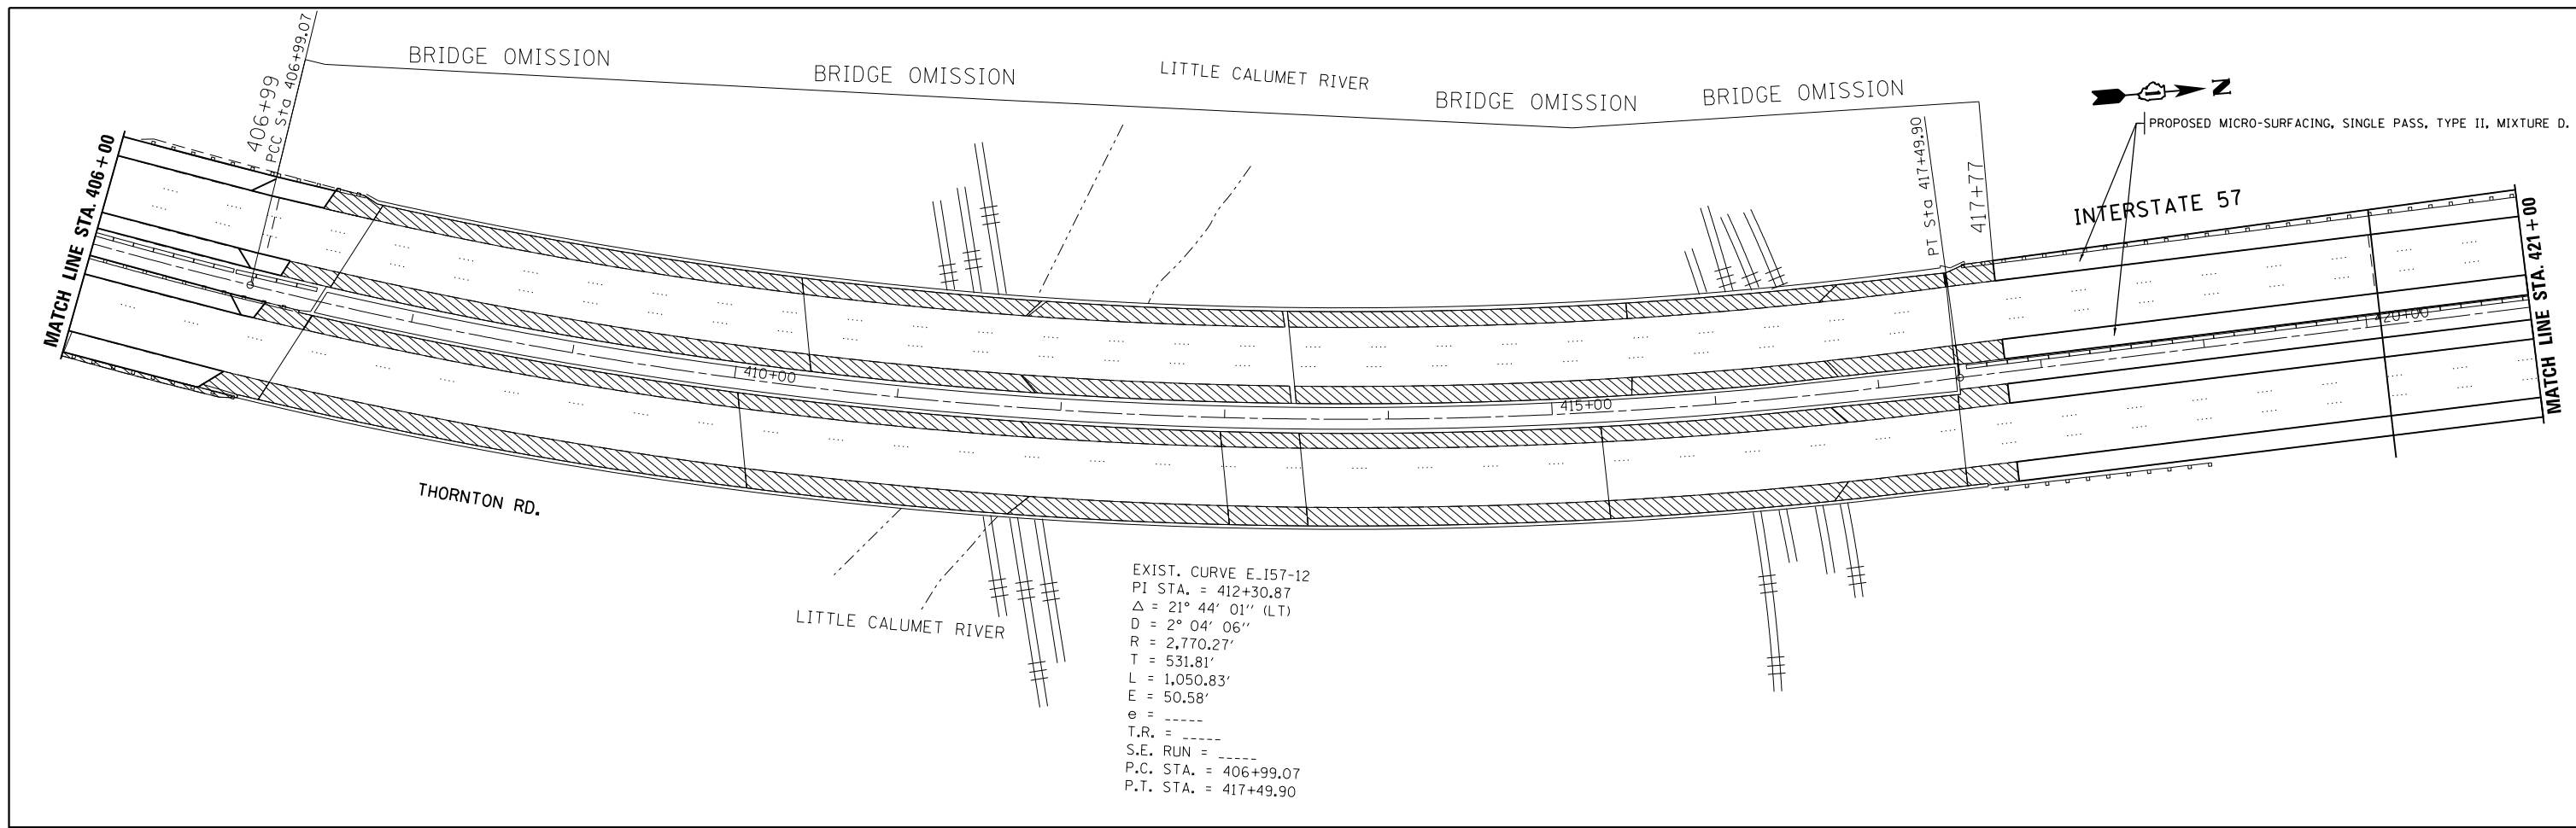 BRIDGE OMISSION
BRIDGE OMISSION
LITTLE CALUMET RIVER
BRIDGE OMISSION
BRIDGE OMISSION
N
PROPOSED MICRO-SURFACING, SINGLE PASS, TYPE II, MIXTURE D.
406+99
PCC Sta 406+99.07
MATCH LINE STA. 406+00
PT Sta 417+49.90
417+77
INTERSTATE 57
MATCH LINE STA. 421+00
420+00
410+00
415+00
THORNTON RD.
LITTLE CALUMET RIVER
EXIST. CURVE E_I57-12
PI STA. = 412+30.87
Δ = 21° 44' 01'' (LT)
D = 2° 04' 06''
R = 2,770.27'
T = 531.81'
L = 1,050.83'
E = 50.58'
e = _____
T.R. = _____
S.E. RUN = _____
P.C. STA. = 406+99.07
P.T. STA. = 417+49.90